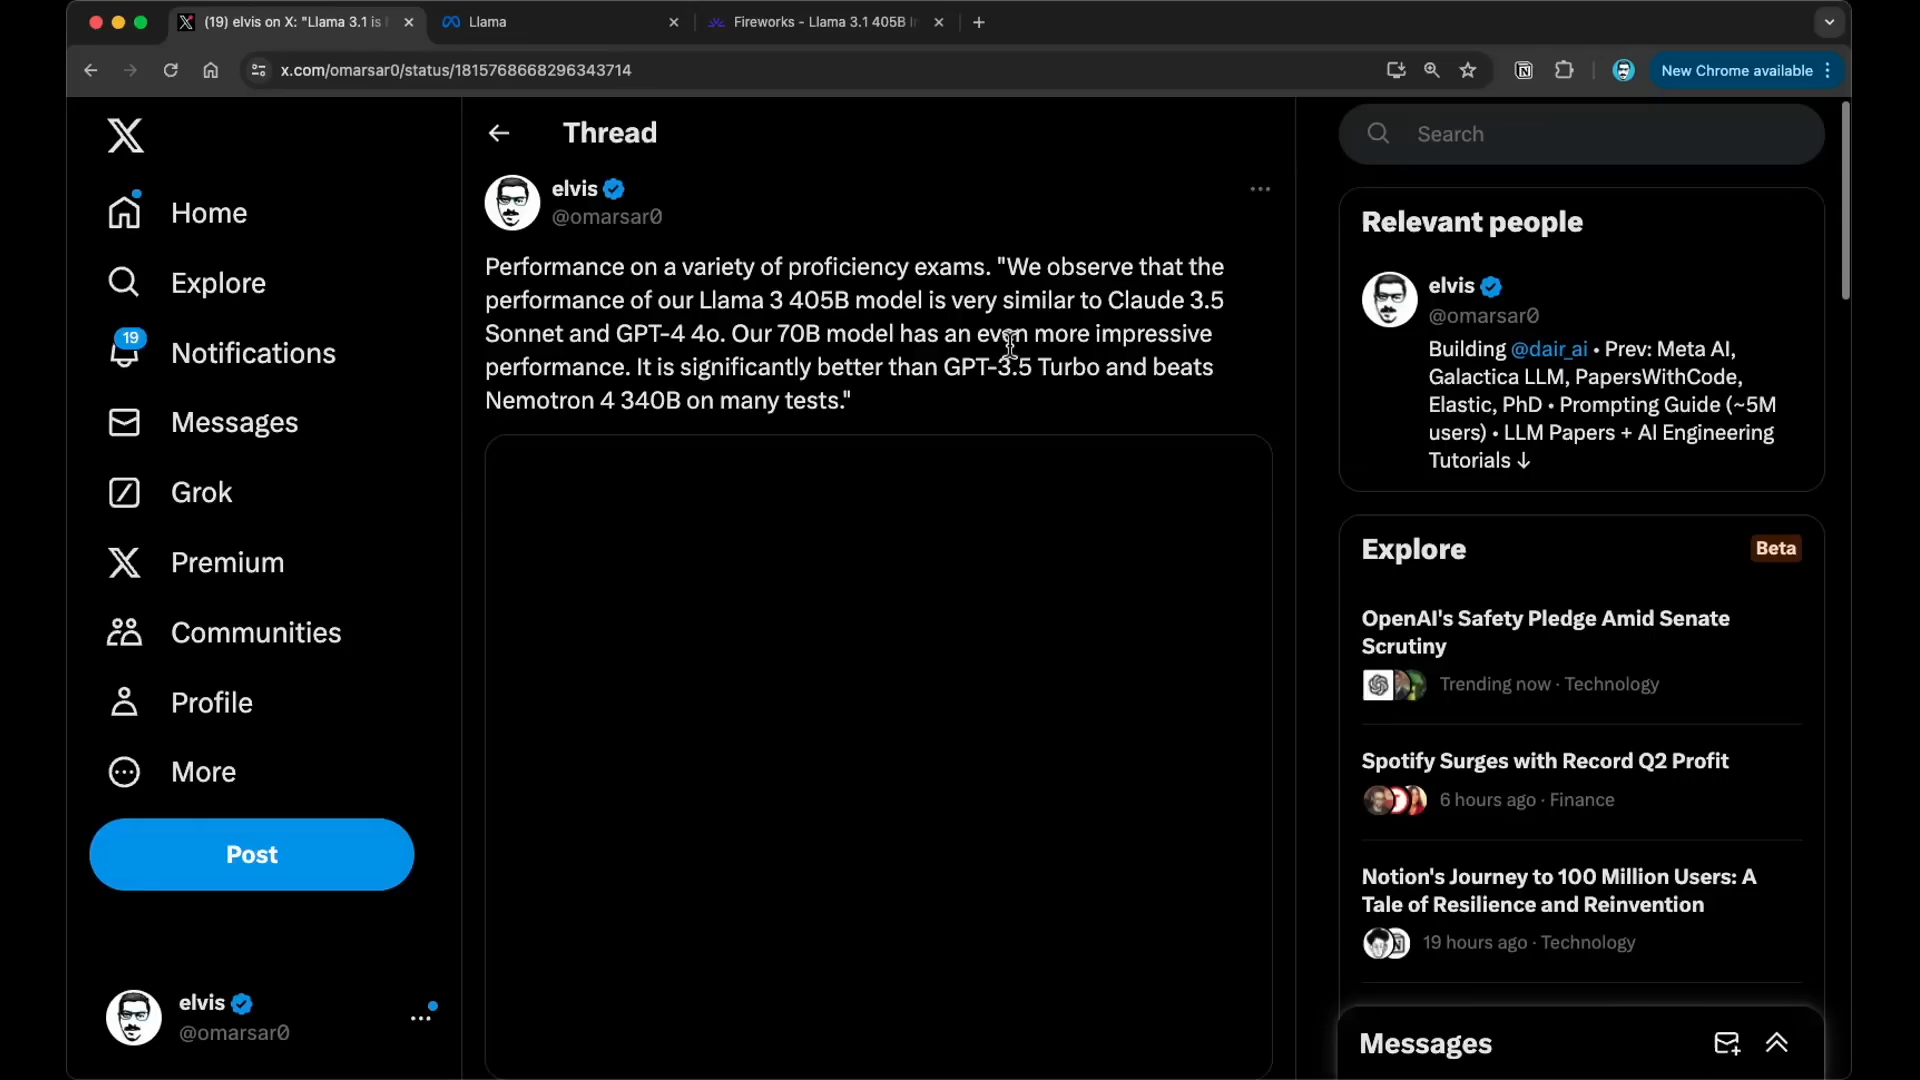 (19) elvis on X: "Llama 3.1 is
Llama
Fireworks - Llama 3.1 405B
x.com/omarsar0/status/1815768668296343714
New Chrome available
Home
Explore
19
Notifications
Messages
Grok
Premium
Communities
Profile
More
Post
elvis
@omarsar0
Thread
elvis
@omarsar0
Performance on a variety of proficiency exams. "We observe that the
performance of our Llama 3 405B model is very similar to Claude 3.5
Sonnet and GPT-4 4o. Our 70B model has an even more impressive
performance. It is significantly better than GPT-3.5 Turbo and beats
Nemotron 4 340B on many tests."
Search
Relevant people
elvis
@omarsar0
Building @dair_ai • Prev: Meta AI,
Galactica LLM, PapersWithCode,
Elastic, PhD • Prompting Guide (~5M
users) • LLM Papers + AI Engineering
Tutorials ↓
Explore
Beta
OpenAI's Safety Pledge Amid Senate
Scrutiny
Trending now · Technology
Spotify Surges with Record Q2 Profit
6 hours ago · Finance
Notion's Journey to 100 Million Users: A
Tale of Resilience and Reinvention
19 hours ago · Technology
Messages